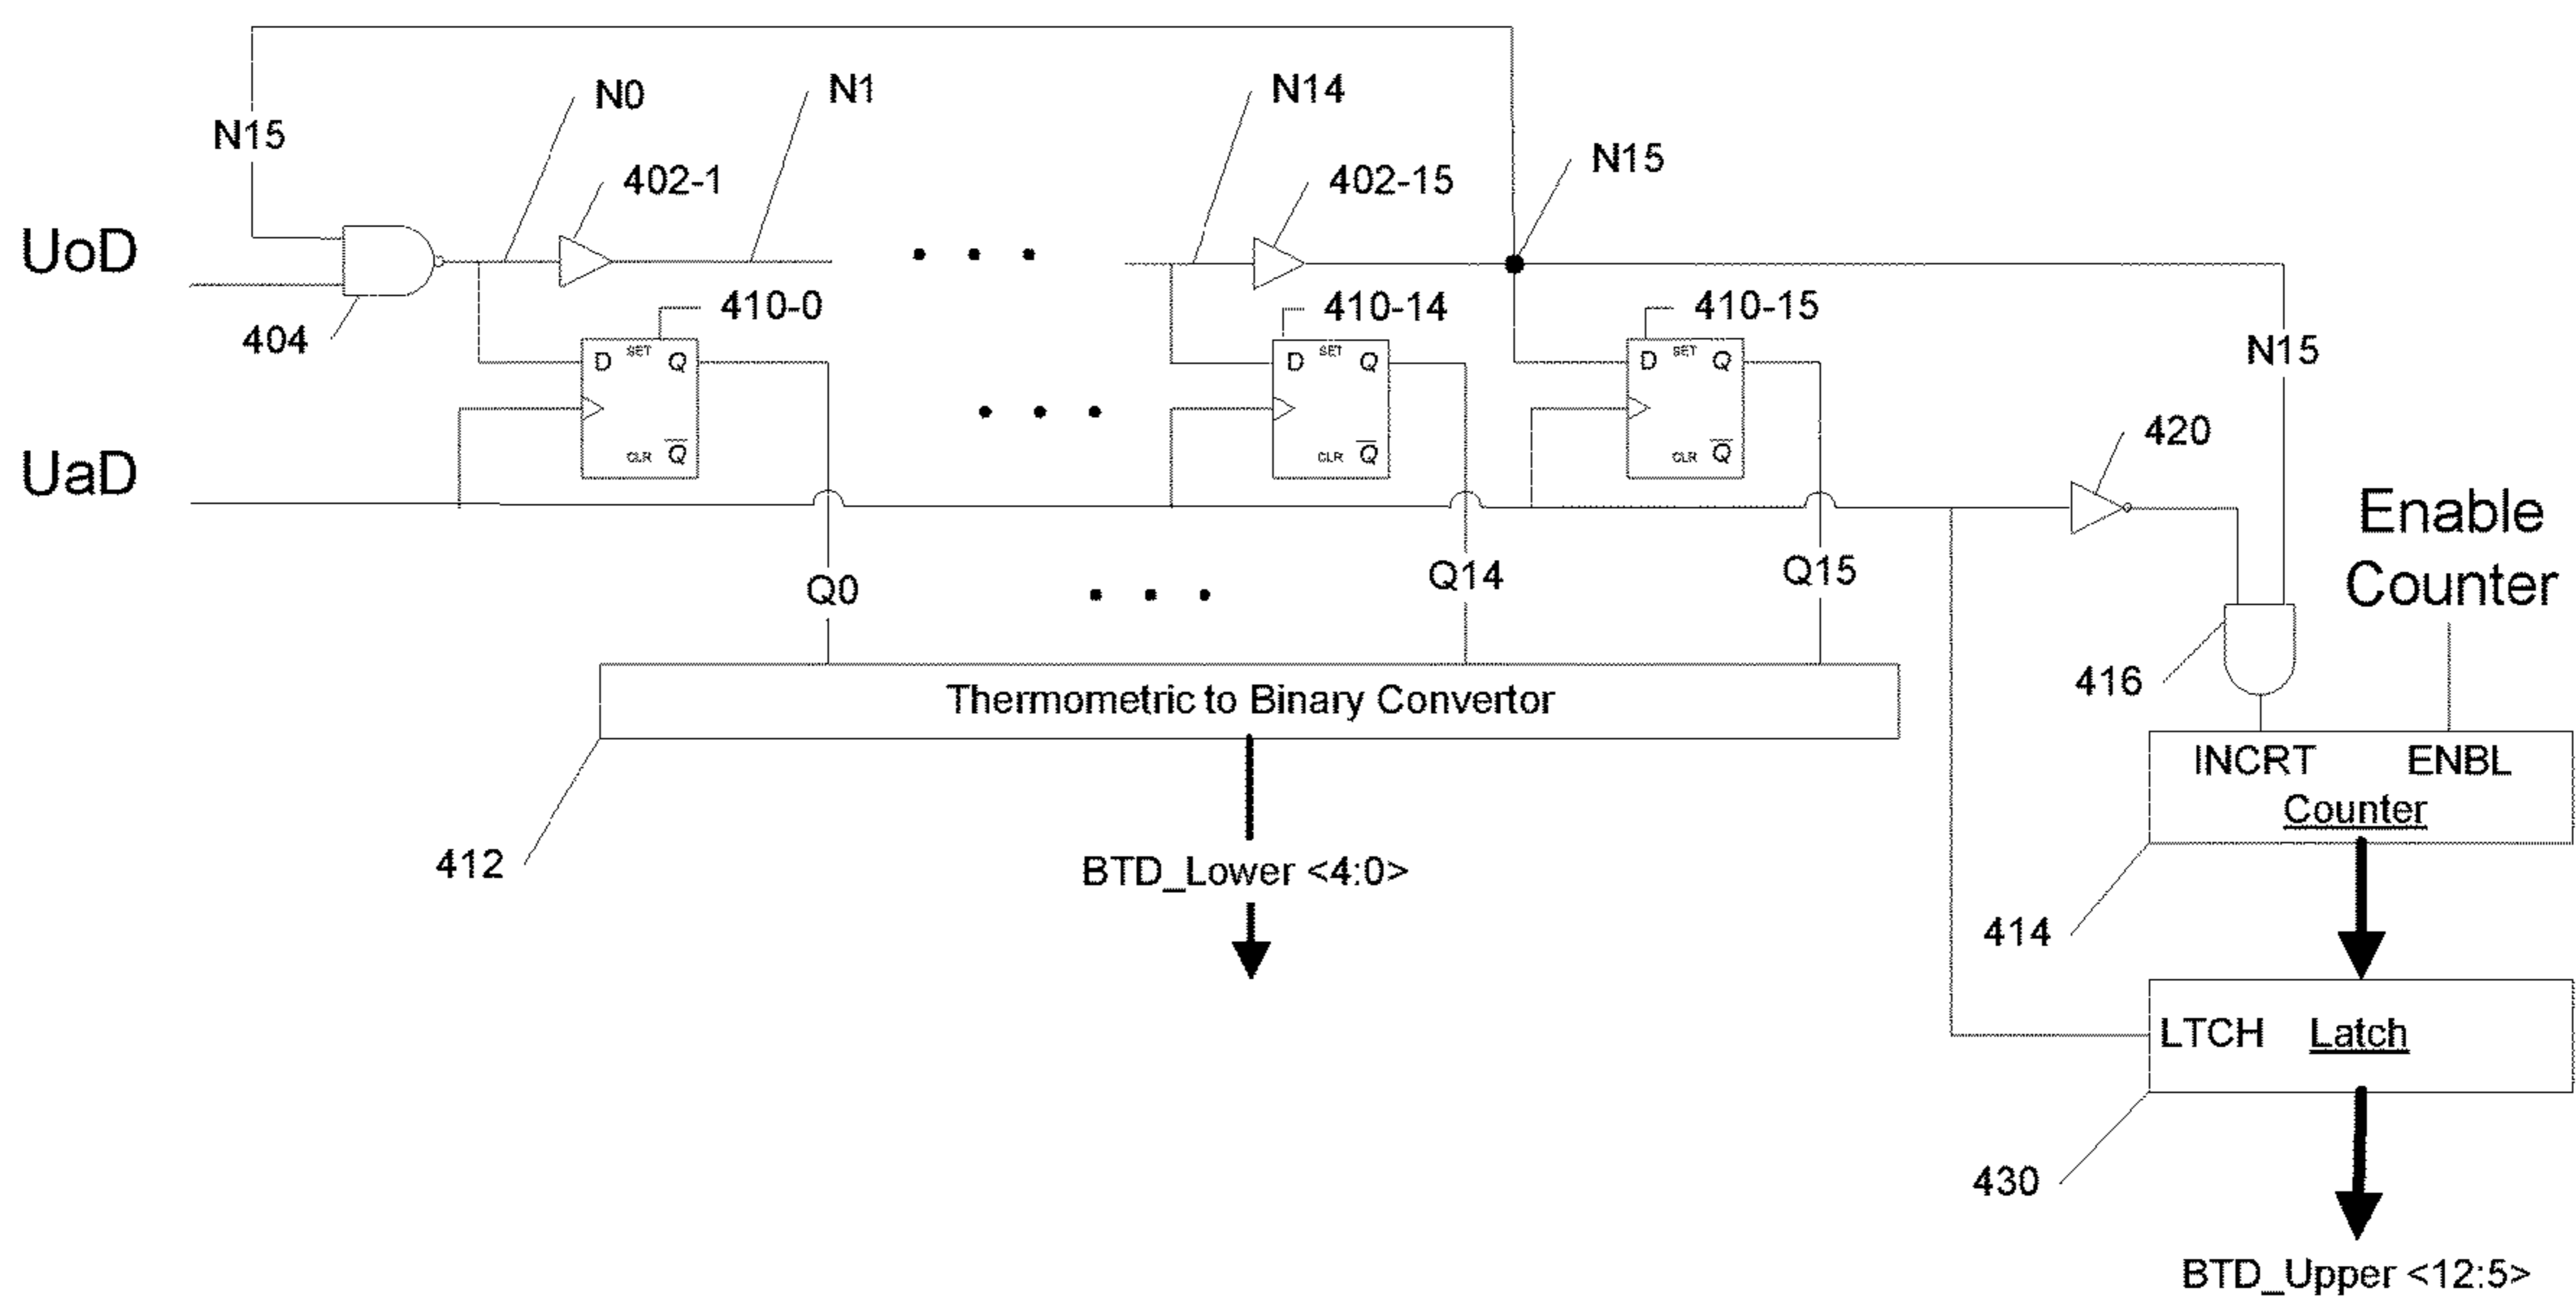 N0
N1
N14
N15
N15
402-1
402-15
UoD
404
410-0
410-14
410-15
D SET Q
CLR Q̅
D SET Q
CLR Q̅
D SET Q
CLR Q̅
N15
420
UaD
Enable
Counter
Q0
Q14
Q15
416
Thermometric to Binary Convertor
INCRT ENBL
Counter
412
BTD_Lower <4:0>
414
LTCH Latch
430
BTD_Upper <12:5>